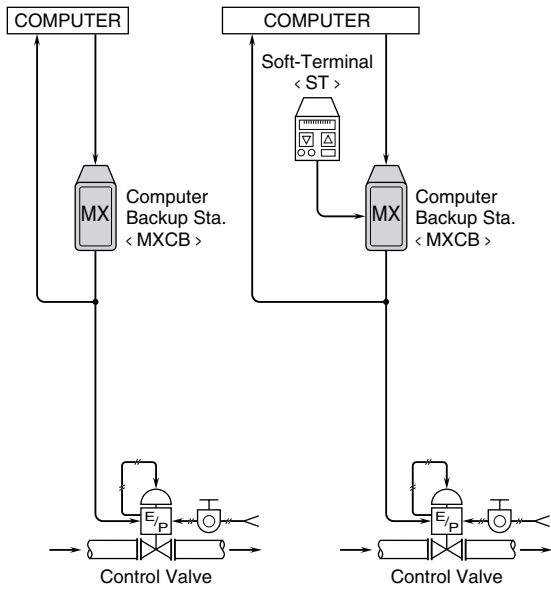 COMPUTER
COMPUTER
Soft-Terminal
‹ ST ›
MX
Computer
Backup Sta.
‹ MXCB ›
MX
Computer
Backup Sta.
‹ MXCB ›
E/P
E/P
Control Valve
Control Valve